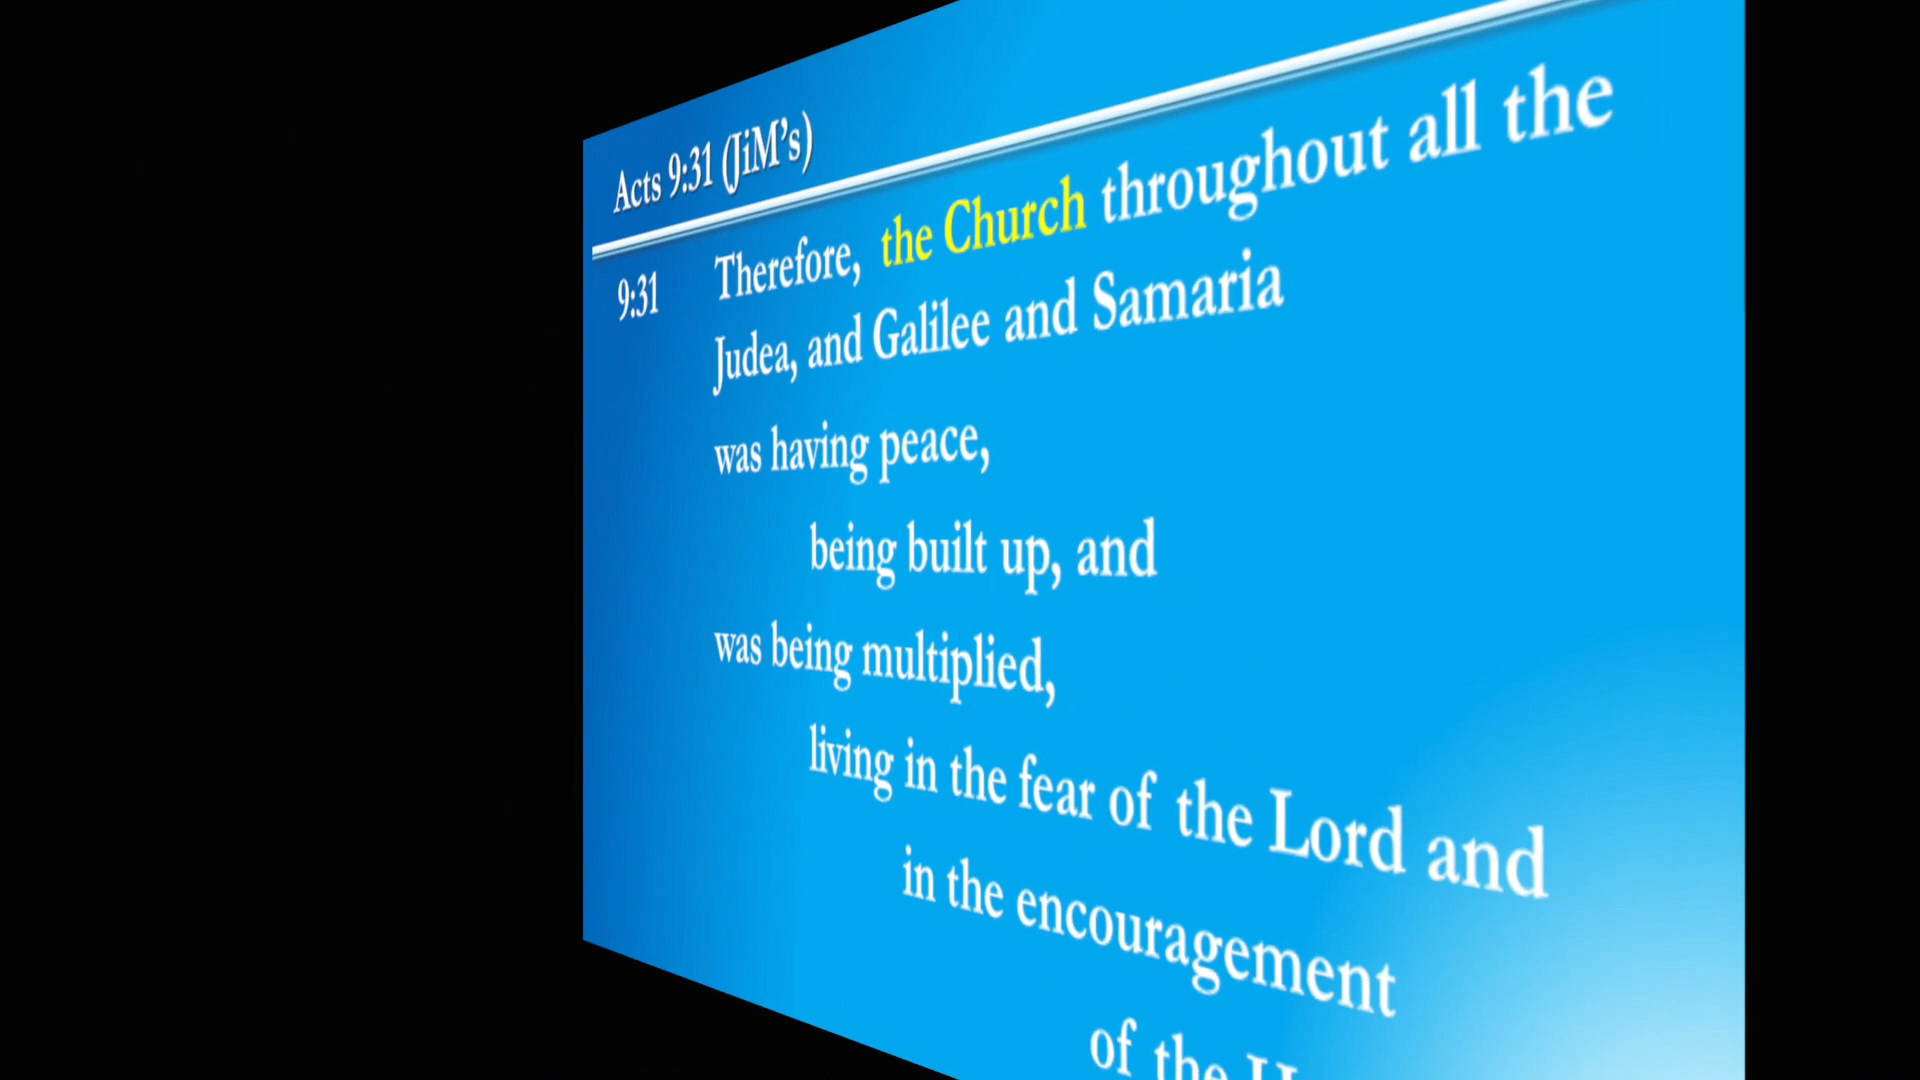 Acts 9:31 (JiM’s)
9:31 Therefore, the Church throughout all the
Judea, and Galilee and Samaria
was having peace,
being built up, and
was being multiplied,
living in the fear of the Lord and
in the encouragement
of the